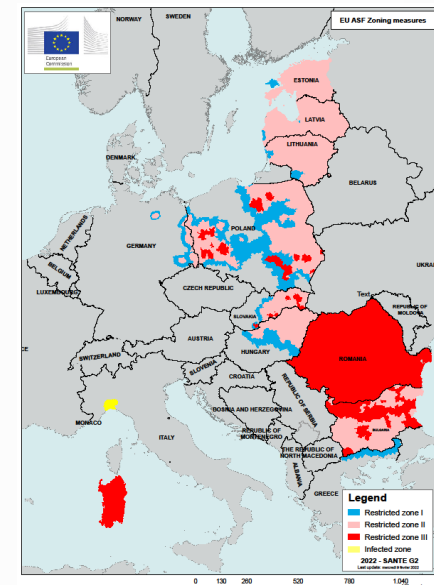 EU ASF Zoning measures
European
Commission
NORWAY
SWEDEN
ESTONIA
LATVIA
LITHUANIA
DENMARK
BELARUS
NETHERLANDS
POLAND
GERMANY
BELGIUM
UKRA
LUXEMBOURG
CZECH REPUBLIC
Text
REPUBLIC OF
MOLDOVA
SLOVAKIA
AUSTRIA
HUNGARY
CE
SWITZERLAND
ROMANIA
SLOVENIA
CROATIA
BOSNIA AND HERZEGOVINA
REPUBLIC OF SERBIA
MONACO
ITALY
REPUBLIC OF
MONTENEGRO
BULGARIA
THE REPUBLIC OF
NORTH MACEDONIA
ALBANIA
GREECE
Legend
Restricted zone I
Restricted zone II
Restricted zone III
Infected zone
2022 - SANTE G2
0 130 260 520 780 1.040